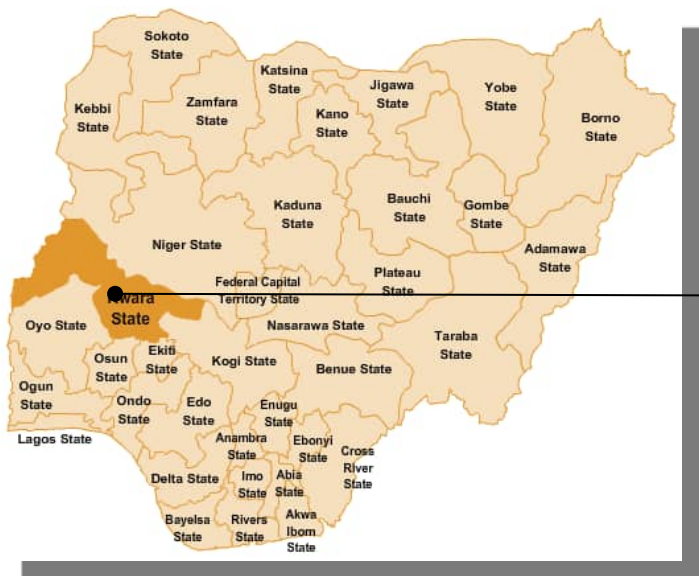 Sokoto
State
Katsina
State
Jigawa
State
Yobe
State
Kebbi
State
Zamfara
State
Kano
State
Borno
State
Kaduna
State
Bauchi
State
Gombe
State
Niger State
Adamawa
State
Federal Capital
Territory State
Plateau
State
Kwara
State
Oyo State
Nasarawa State
Taraba
State
Osun
State
Ekiti
State
Kogi State
Benue State
Ogun
State
Ondo
State
Edo
State
Enugu
State
Lagos State
Anambra
State
Ebonyi
State
Cross
River
State
Delta State
Imo
State
Abia
State
Bayelsa
State
Rivers
State
Akwa
Ibom
State